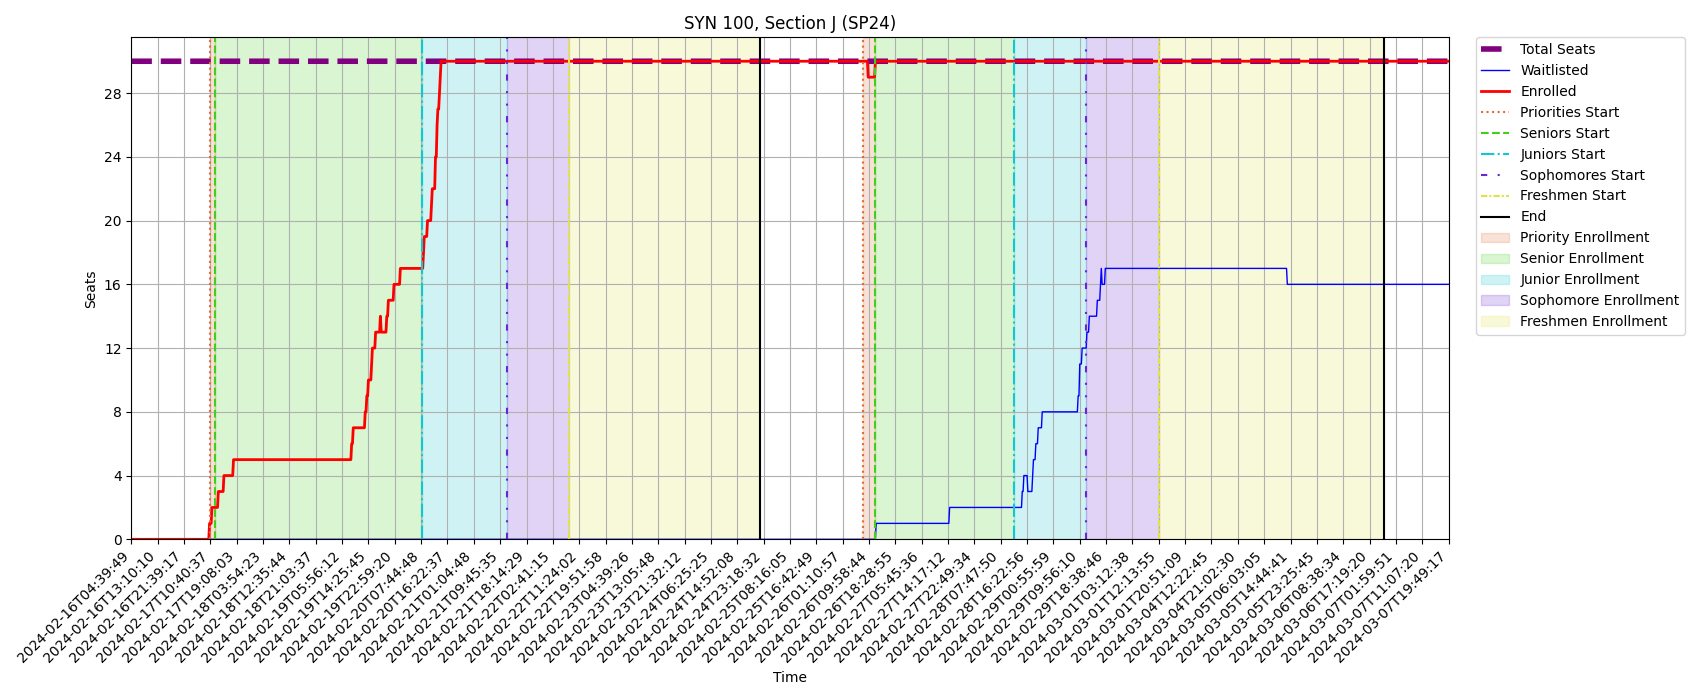 SYN 100, Section J (SP24)
Total Seats
Waitlisted
Enrolled
Priorities Start
Seniors Start
Juniors Start
Sophomores Start
Freshmen Start
End
Priority Enrollment
Senior Enrollment
Junior Enrollment
Sophomore Enrollment
Freshmen Enrollment
Seats
28
24
20
16
12
8
4
0
2024-02-16T04:39:49
2024-02-16T13:10:10
2024-02-16T21:39:17
2024-02-17T10:40:37
2024-02-17T19:08:03
2024-02-18T03:54:23
2024-02-18T12:35:44
2024-02-18T21:03:37
2024-02-19T05:56:12
2024-02-19T14:25:45
2024-02-19T22:59:20
2024-02-20T07:44:48
2024-02-20T16:22:37
2024-02-21T01:04:48
2024-02-21T09:45:35
2024-02-21T18:14:29
2024-02-22T02:41:15
2024-02-22T11:24:02
2024-02-22T19:51:58
2024-02-23T04:39:26
2024-02-23T13:05:48
2024-02-23T21:32:12
2024-02-24T06:25:25
2024-02-24T14:52:08
2024-02-24T23:18:32
2024-02-25T08:16:05
2024-02-25T16:42:49
2024-02-26T01:10:57
2024-02-26T09:58:44
2024-02-26T18:28:55
2024-02-27T05:45:36
2024-02-27T14:17:12
2024-02-27T22:49:34
2024-02-28T07:47:50
2024-02-28T16:22:56
2024-02-29T00:55:59
2024-02-29T09:56:10
2024-02-29T18:38:46
2024-03-01T03:12:38
2024-03-01T12:13:55
2024-03-01T20:51:09
2024-03-04T12:22:45
2024-03-04T21:02:30
2024-03-05T06:03:05
2024-03-05T14:44:41
2024-03-05T23:25:45
2024-03-06T08:38:34
2024-03-06T17:19:20
2024-03-07T01:59:51
2024-03-07T11:07:20
2024-03-07T19:49:17
Time